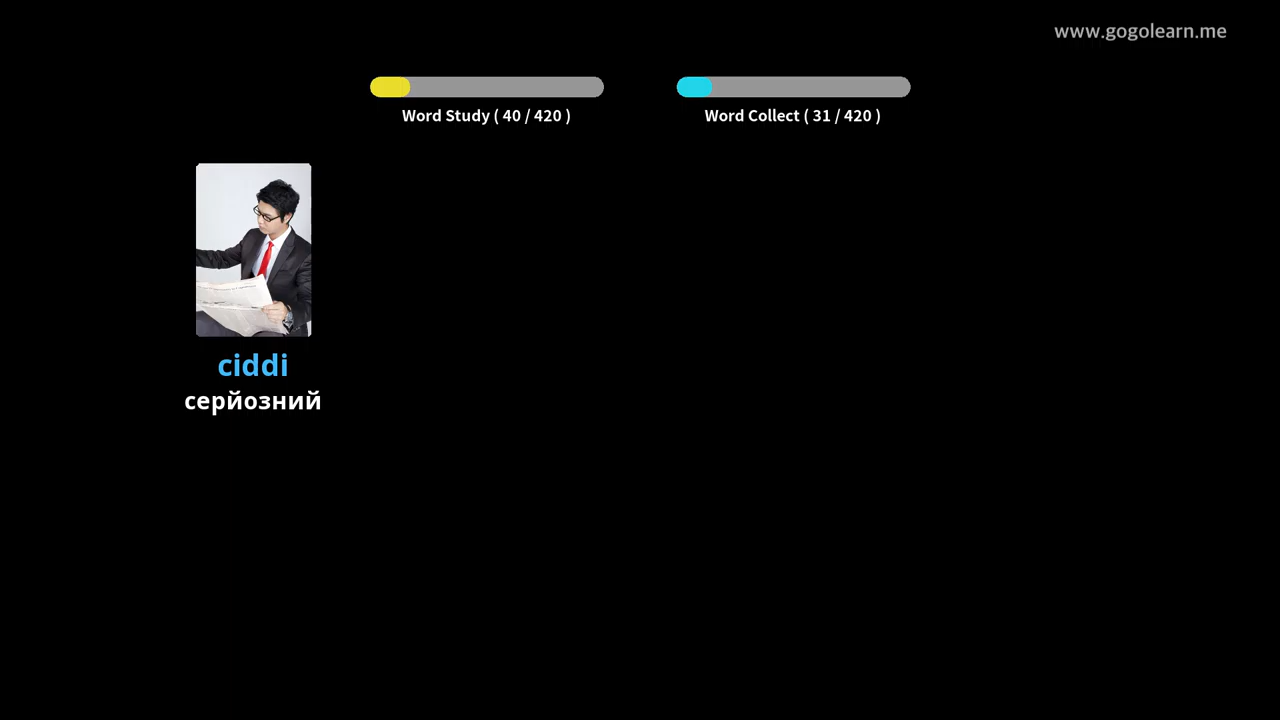 www.gogolearn.me
Word Study ( 40 / 420 )
Word Collect ( 31 / 420 )
ciddi
серйозний